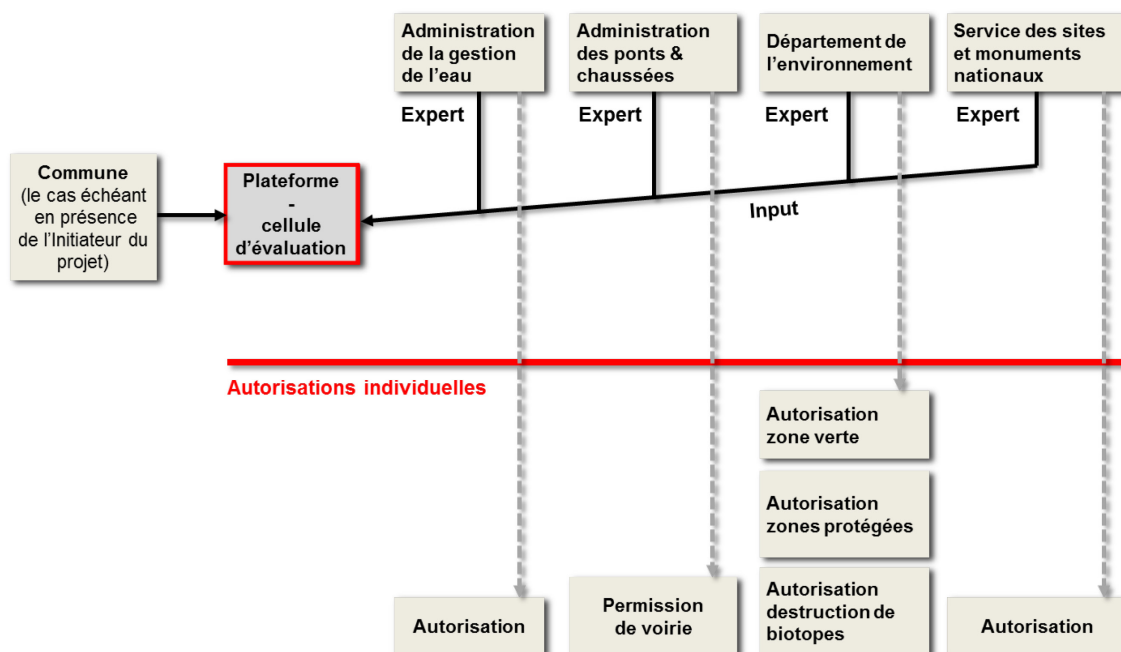 Administration
de la gestion
de l'eau
Administration
des ponts &
chaussées
Département de
l'environnement
Service des sites
et monuments
nationaux
Expert
Expert
Expert
Expert
Commune
(le cas échéant
en présence
de l'Initiateur du
projet)
Plateforme
-
cellule
d'évaluation
Input
Autorisations individuelles
Autorisation
zone verte
Autorisation
zones protégées
Autorisation
Permission
de voirie
Autorisation
destruction de
biotopes
Autorisation